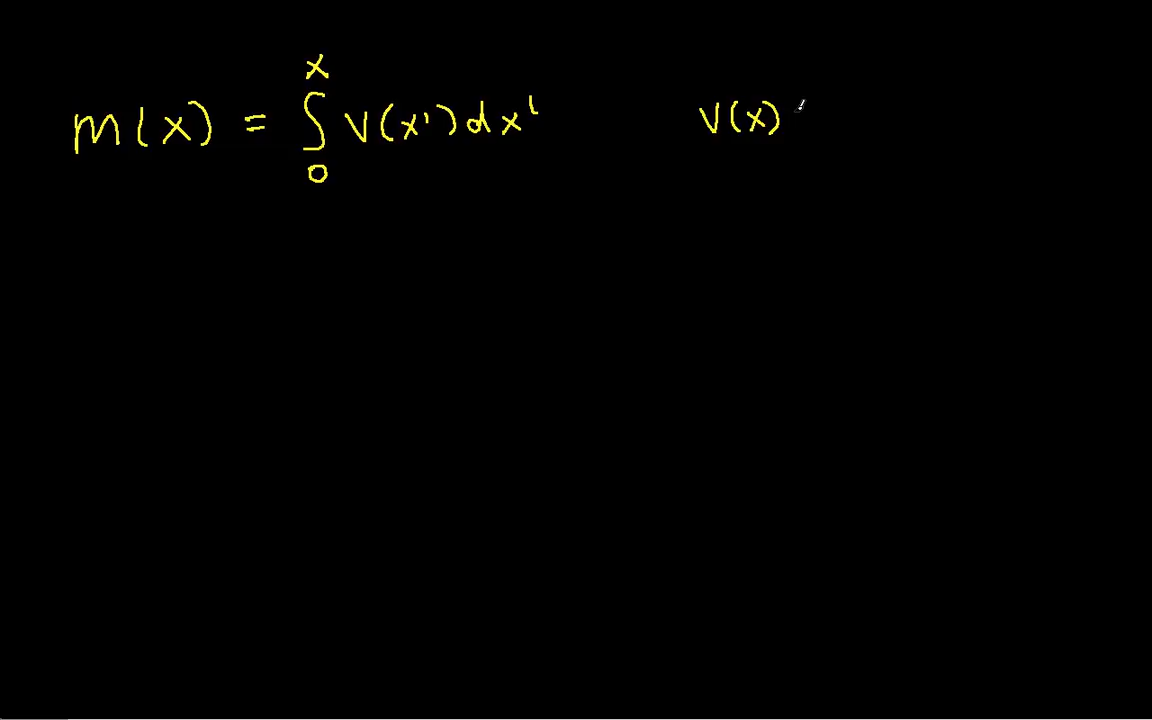 m(x) = ∫₀ˣ V(x')dx' V(x)